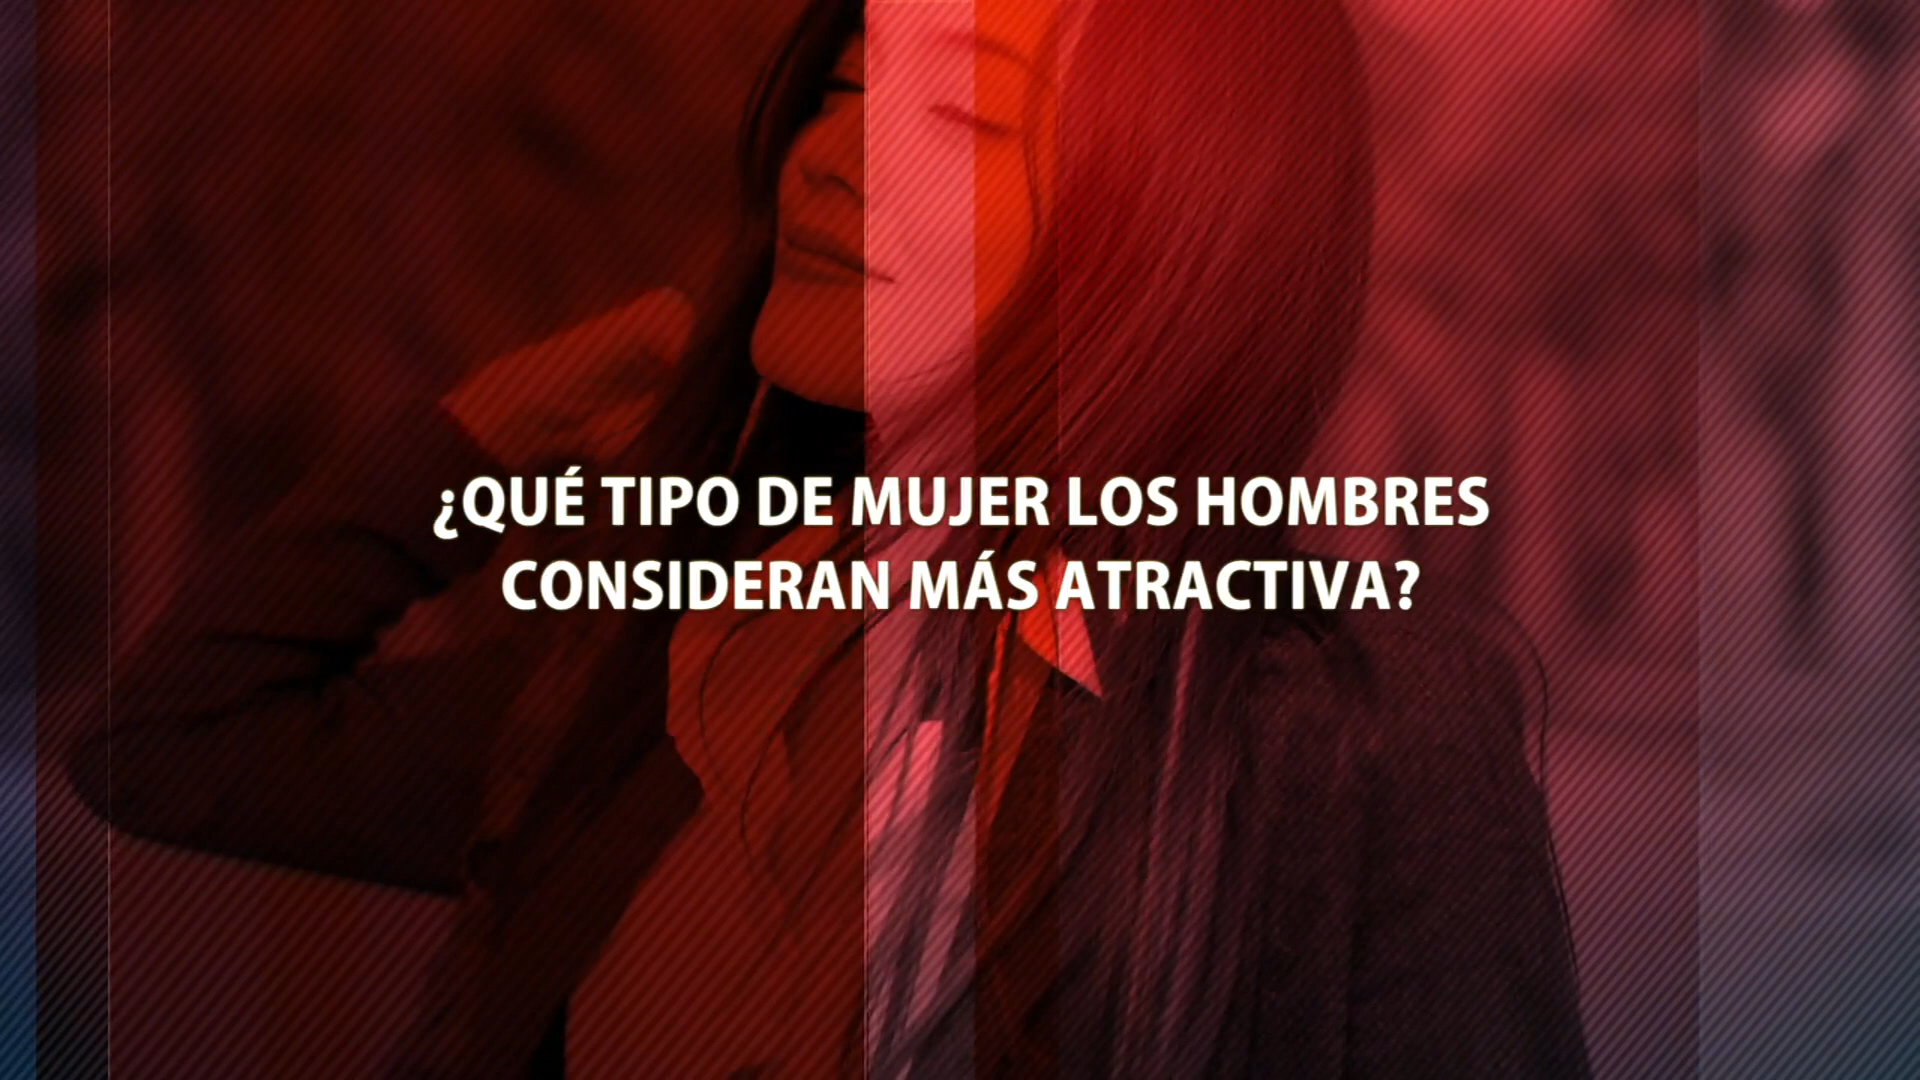 ¿QUÉ TIPO DE MUJER LOS HOMBRES
CONSIDERAN MÁS ATRACTIVA?